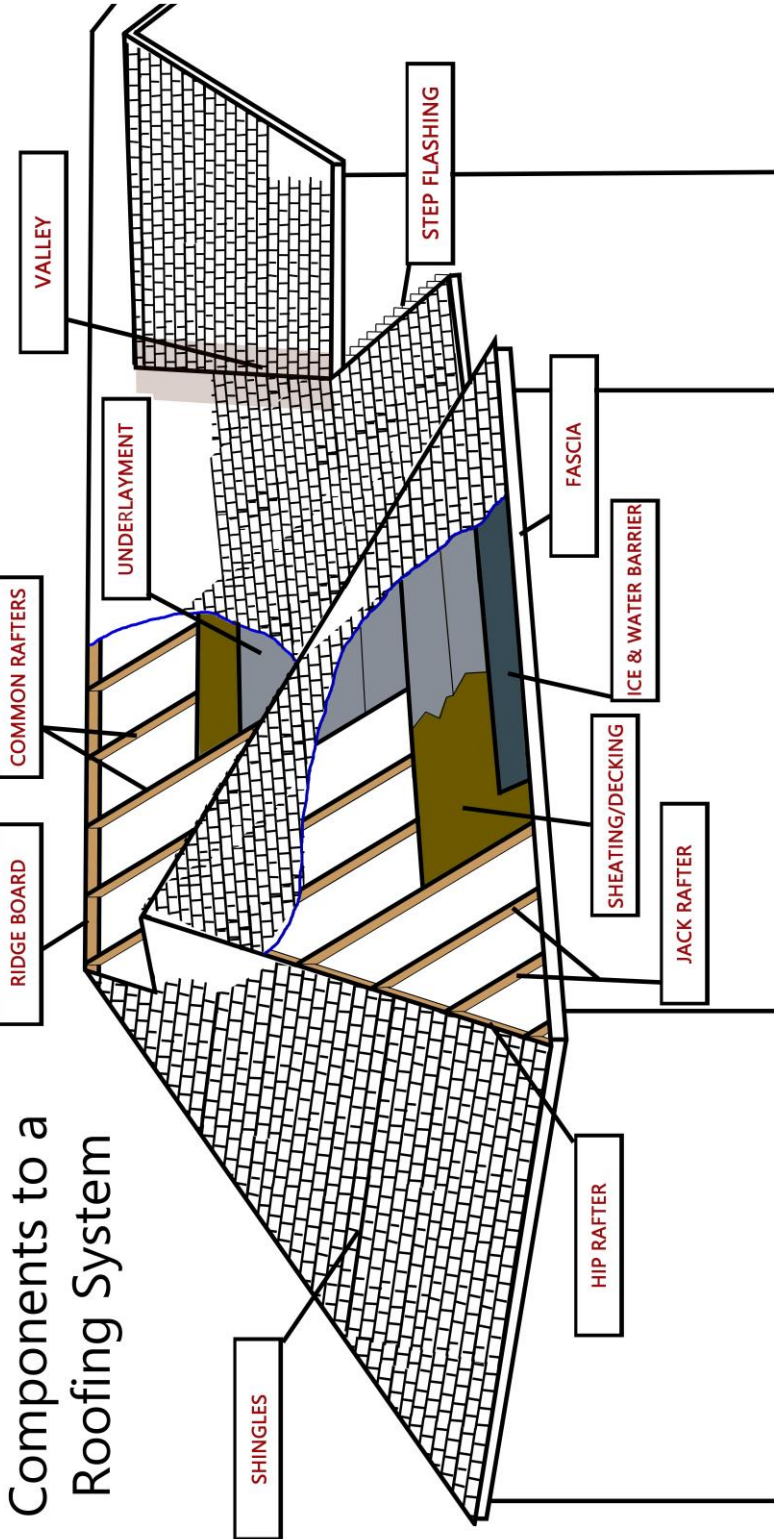 Components to a
Roofing System
RIDGE BOARD
COMMON RAFTERS
VALLEY
UNDERLAYMENT
STEP FLASHING
SHINGLES
HIP RAFTER
JACK RAFTER
SHEATING/DECKING
ICE & WATER BARRIER
FASCIA